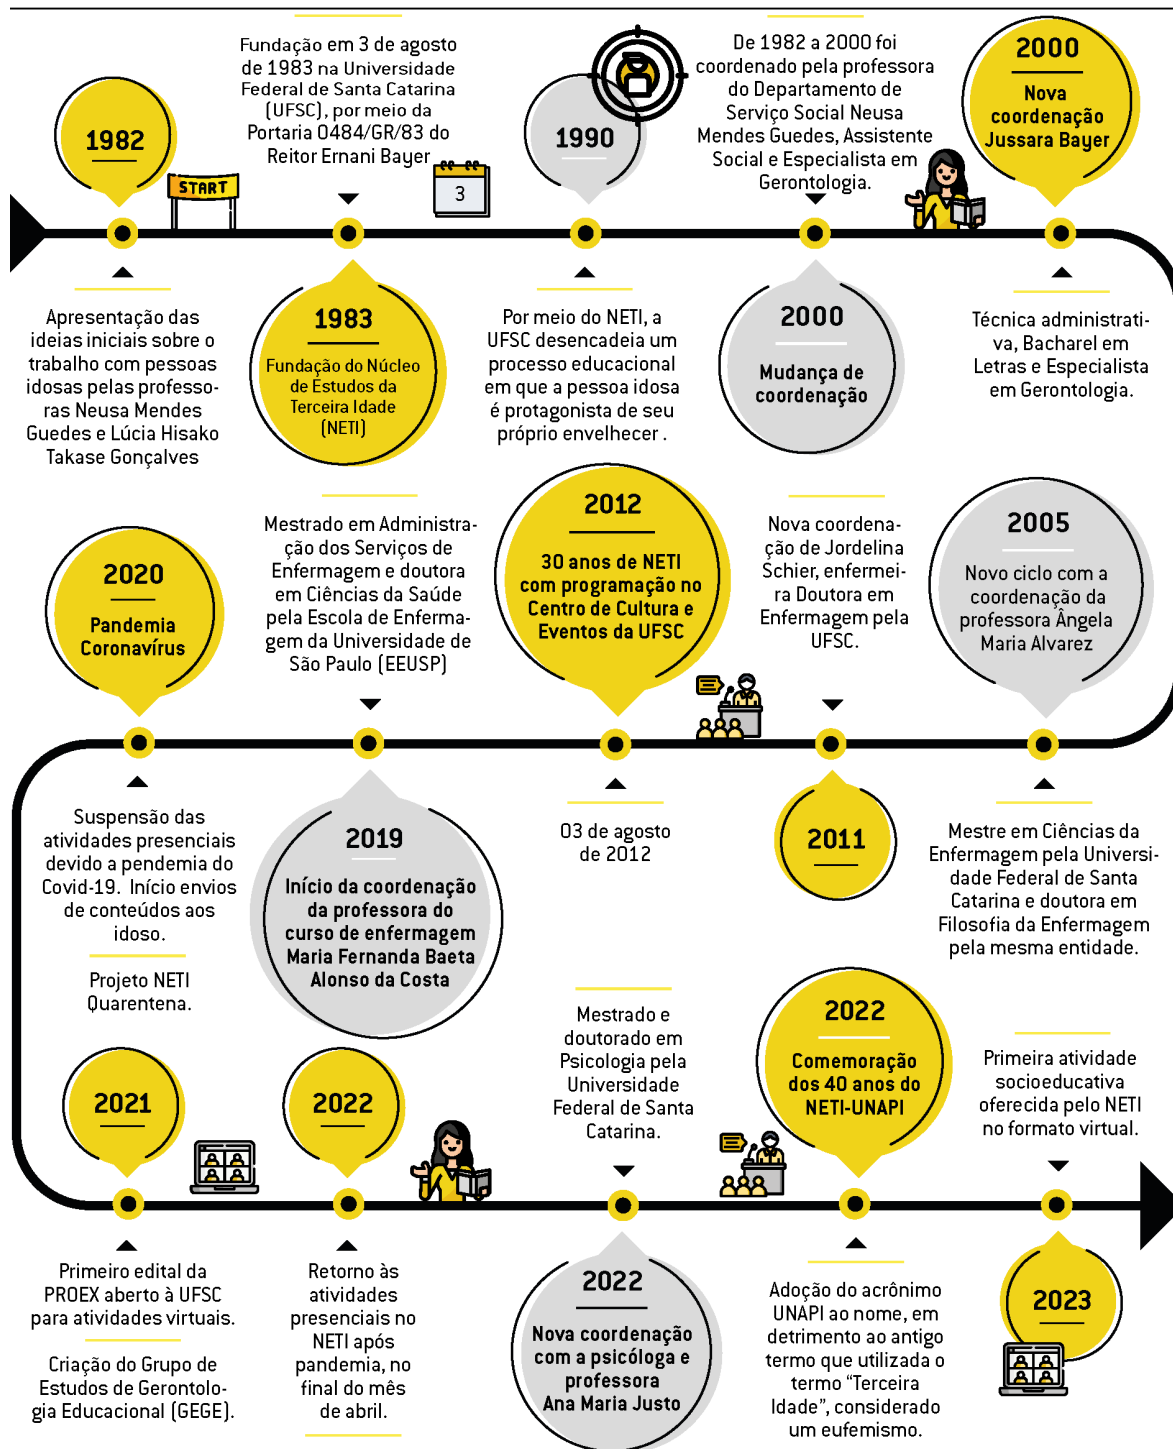 1982
START
Apresentação das
ideias iniciais sobre o
trabalho com pessoas
idosas pelas professo-
ras Neusa Mendes
Guedes e Lúcia Hisako
Takase Gonçalves
Fundação em 3 de agosto
de 1983 na Universidade
Federal de Santa Catarina
(UFSC), por meio da
Portaria 0484/GR/83 do
Reitor Ernani Bayer
3
1983
Fundação do Núcleo
de Estudos da
Terceira Idade
(NETI)
1990
Por meio do NETI, a
UFSC desencadeia um
processo educacional
em que a pessoa idosa
é protagonista de seu
próprio envelhecer .
De 1982 a 2000 foi
coordenado pela professora
do Departamento de
Serviço Social Neusa
Mendes Guedes, Assistente
Social e Especialista em
Gerontologia.
2000
Mudança de
coordenação
2000
Nova
coordenação
Jussara Bayer
Técnica administrati-
va, Bacharel em
Letras e Especialista
em Gerontologia.
2005
Novo ciclo com a
coordenação da
professora Ângela
Maria Alvarez
Mestre em Ciências da
Enfermagem pela Universi-
dade Federal de Santa
Catarina e doutora em
Filosofia da Enfermagem
pela mesma entidade.
Nova coordena-
ção de Jordelina
Schier, enfermei-
ra Doutora em
Enfermagem pela
UFSC.
2011
2012
30 anos de NETI
com programação no
Centro de Cultura e
Eventos da UFSC
03 de agosto
de 2012
Mestrado em Administra-
ção dos Serviços de
Enfermagem e doutora
em Ciências da Saúde
pela Escola de Enferma-
gem da Universidade de
São Paulo (EEUSP)
2019
Início da coordenação
da professora do
curso de enfermagem
Maria Fernanda Baeta
Alonso da Costa
2020
Pandemia
Coronavírus
Suspensão das
atividades presenciais
devido a pendemia do
Covid-19. Início envios
de conteúdos aos
idoso.
Projeto NETI
Quarentena.
2021
Primeiro edital da
PROEX aberto à UFSC
para atividades virtuais.
Criação do Grupo de
Estudos de Gerontolo-
gia Educacional (GEGE).
2022
Retorno às
atividades
presenciais no
NETI após
pandemia, no
final do mês
de abril.
Mestrado e
doutorado em
Psicologia pela
Universidade
Federal de Santa
Catarina.
2022
Nova coordenação
com a psicóloga e
professora
Ana Maria Justo
2022
Comemoração
dos 40 anos do
NETI-UNAPI
Adoção do acrônimo
UNAPI ao nome, em
detrimento ao antigo
termo que utilizada o
termo “Terceira
Idade”, considerado
um eufemismo.
Primeira atividade
socioeducativa
oferecida pelo NETI
no formato virtual.
2023